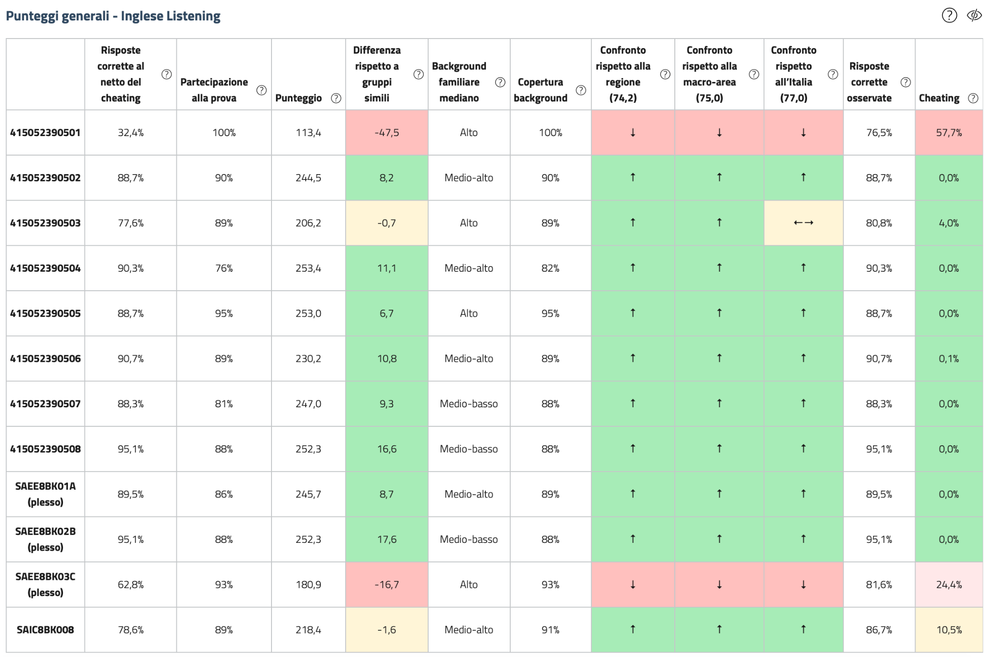 Punteggi generali - Inglese Listening
Risposte corrette al netto del cheating Partecipazione alla prova Punteggio Differenza rispetto a gruppi simili Background familiare mediano Copertura background Confronto rispetto alla regione (74,2) Confronto rispetto alla macro-area (75,0) Confronto rispetto all’Italia (77,0) Risposte corrette osservate Cheating
415052390501 32,4% 100% 113,4 -47,5 Alto 100% ↓ ↓ ↓ 76,5% 57,7%
415052390502 88,7% 90% 244,5 8,2 Medio-alto 90% ↑ ↑ ↑ 88,7% 0,0%
415052390503 77,6% 89% 206,2 -0,7 Alto 89% ↑ ↑ ←→ 80,8% 4,0%
415052390504 90,3% 76% 253,4 11,1 Medio-alto 82% ↑ ↑ ↑ 90,3% 0,0%
415052390505 88,7% 95% 253,0 6,7 Alto 95% ↑ ↑ ↑ 88,7% 0,0%
415052390506 90,7% 89% 230,2 10,8 Medio-alto 89% ↑ ↑ ↑ 90,7% 0,1%
415052390507 88,3% 81% 247,0 9,3 Medio-basso 88% ↑ ↑ ↑ 88,3% 0,0%
415052390508 95,1% 88% 252,3 16,6 Medio-basso 88% ↑ ↑ ↑ 95,1% 0,0%
SAEE8BK01A (plesso) 89,5% 86% 245,7 8,7 Medio-alto 89% ↑ ↑ ↑ 89,5% 0,0%
SAEE8BK02B (plesso) 95,1% 88% 252,3 17,6 Medio-basso 88% ↑ ↑ ↑ 95,1% 0,0%
SAEE8BK03C (plesso) 62,8% 93% 180,9 -16,7 Alto 93% ↓ ↓ ↓ 81,6% 24,4%
SAIC8BK008 78,6% 89% 218,4 -1,6 Medio-alto 91% ↑ ↑ ↑ 86,7% 10,5%